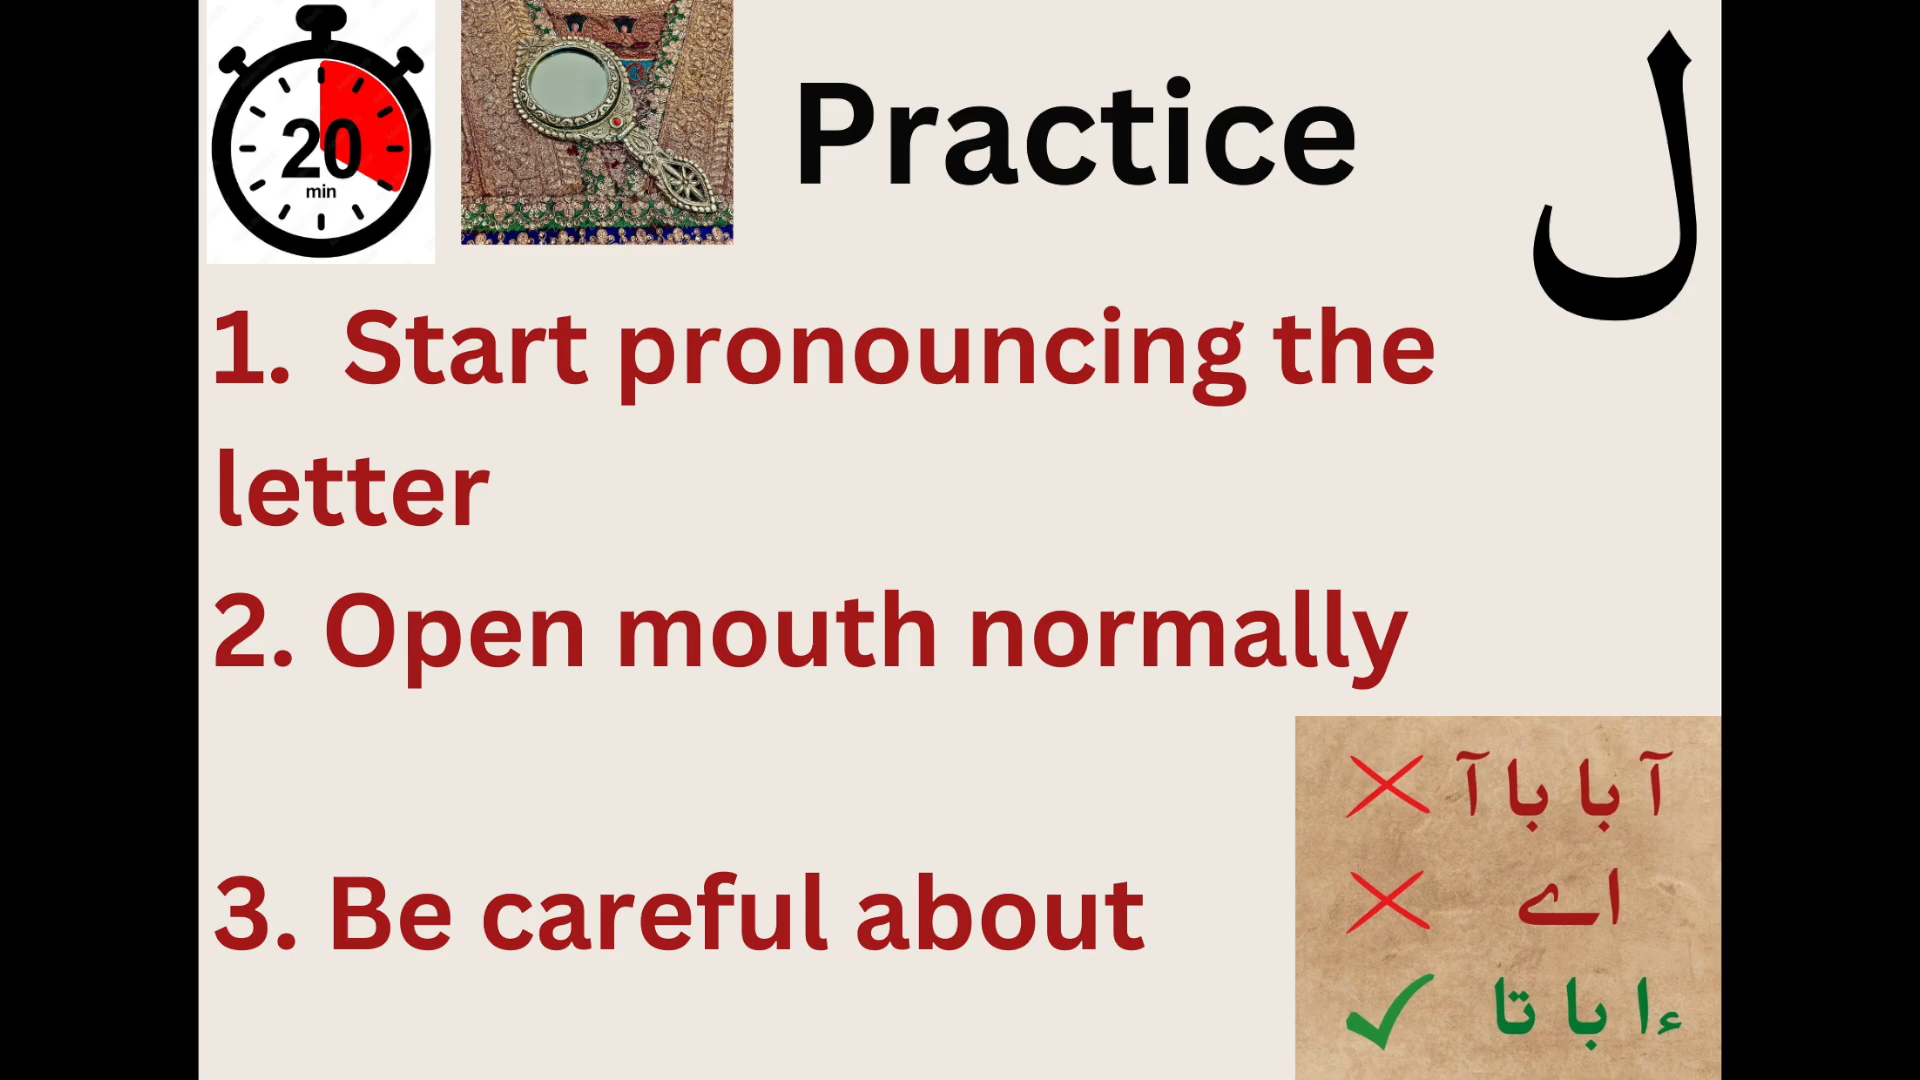 20
min
Practice
ل
1. Start pronouncing the
letter
2. Open mouth normally
3. Be careful about
آ با با آ
اے
ءا با تا